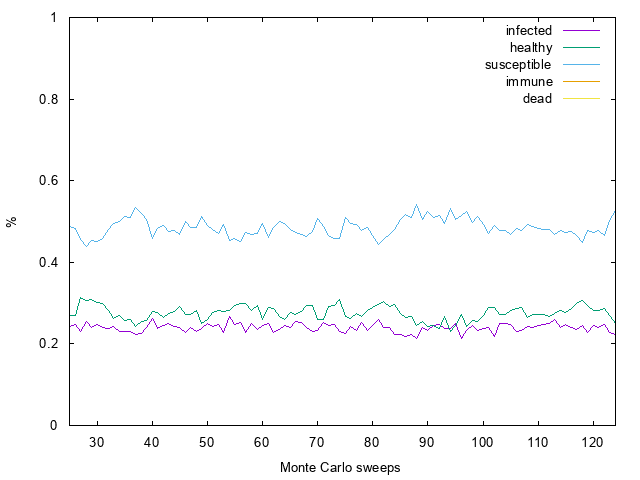 1
0.8
0.6
0.4
0.2
0
%
infected
healthy
susceptible
immune
dead
30 40 50 60 70 80 90 100 110 120
Monte Carlo sweeps